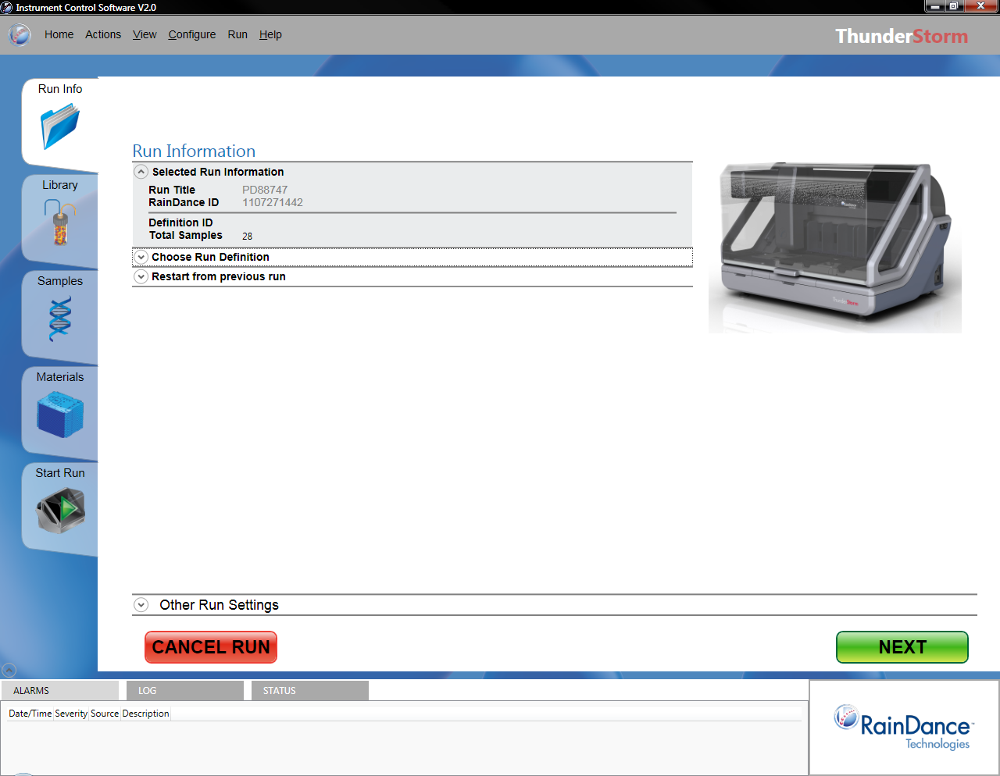 Instrument Control Software V2.0
Home Actions View Configure Run Help
ThunderStorm
Run Info
Library
Samples
Materials
Start Run
Run Information
Selected Run Information
Run Title PD88747
RainDance ID 1107271442
Definition ID
Total Samples 28
Choose Run Definition
Restart from previous run
ThunderStorm
Other Run Settings
CANCEL RUN
NEXT
ALARMS LOG STATUS
Date/Time Severity Source Description
RainDance™
Technologies